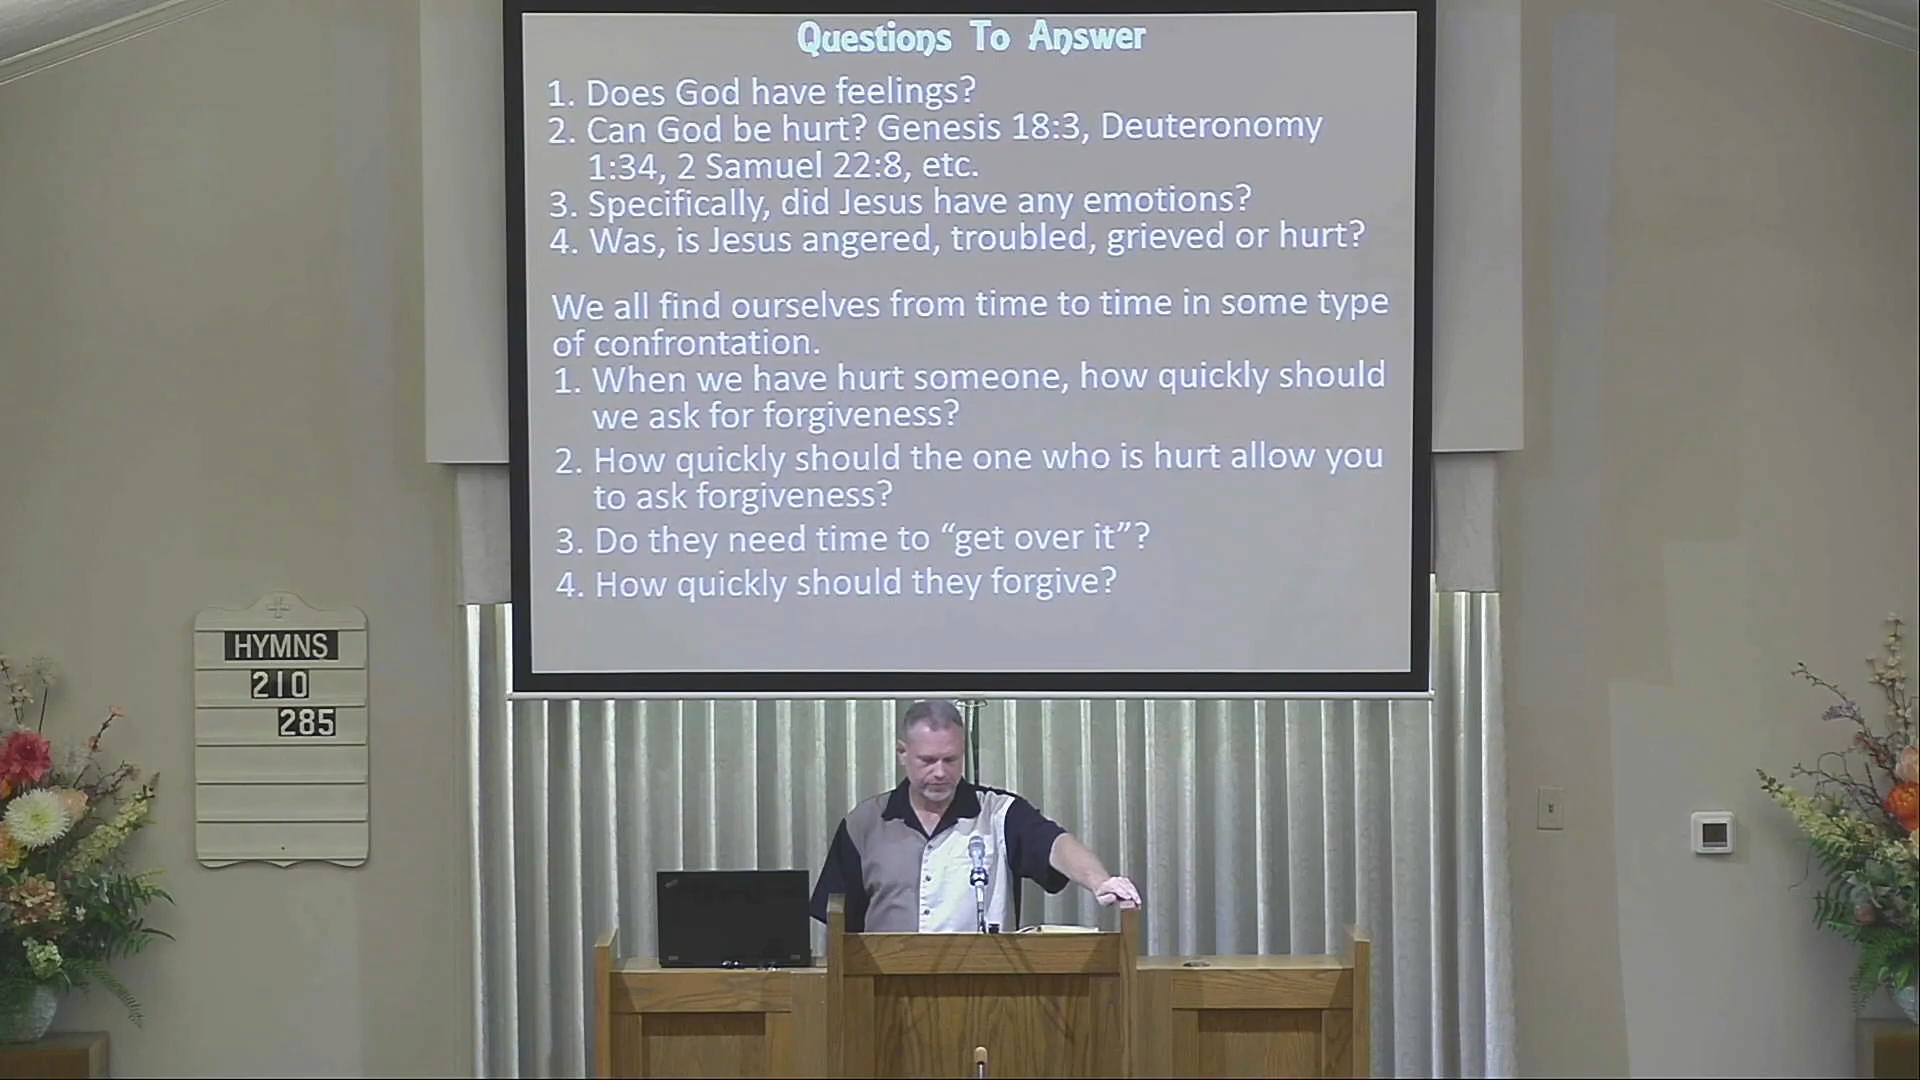 Questions To Answer
1. Does God have feelings?
2. Can God be hurt? Genesis 18:3, Deuteronomy
1:34, 2 Samuel 22:8, etc.
3. Specifically, did Jesus have any emotions?
4. Was, is Jesus angered, troubled, grieved or hurt?
We all find ourselves from time to time in some type
of confrontation.
1. When we have hurt someone, how quickly should
we ask for forgiveness?
2. How quickly should the one who is hurt allow you
to ask forgiveness?
3. Do they need time to “get over it”?
4. How quickly should they forgive?
HYMNS
210
285